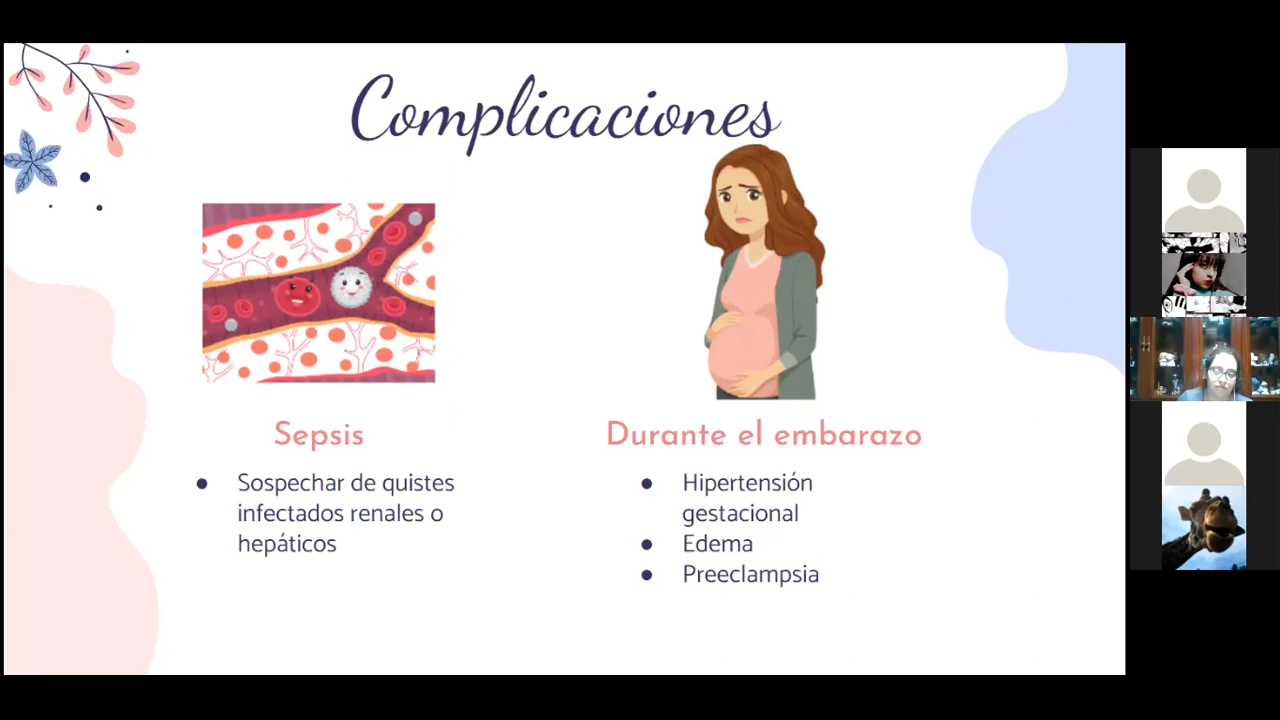 Complicaciones
Sepsis
● Sospechar de quistes
infectados renales o
hepáticos
Durante el embarazo
● Hipertensión
gestacional
● Edema
● Preeclampsia